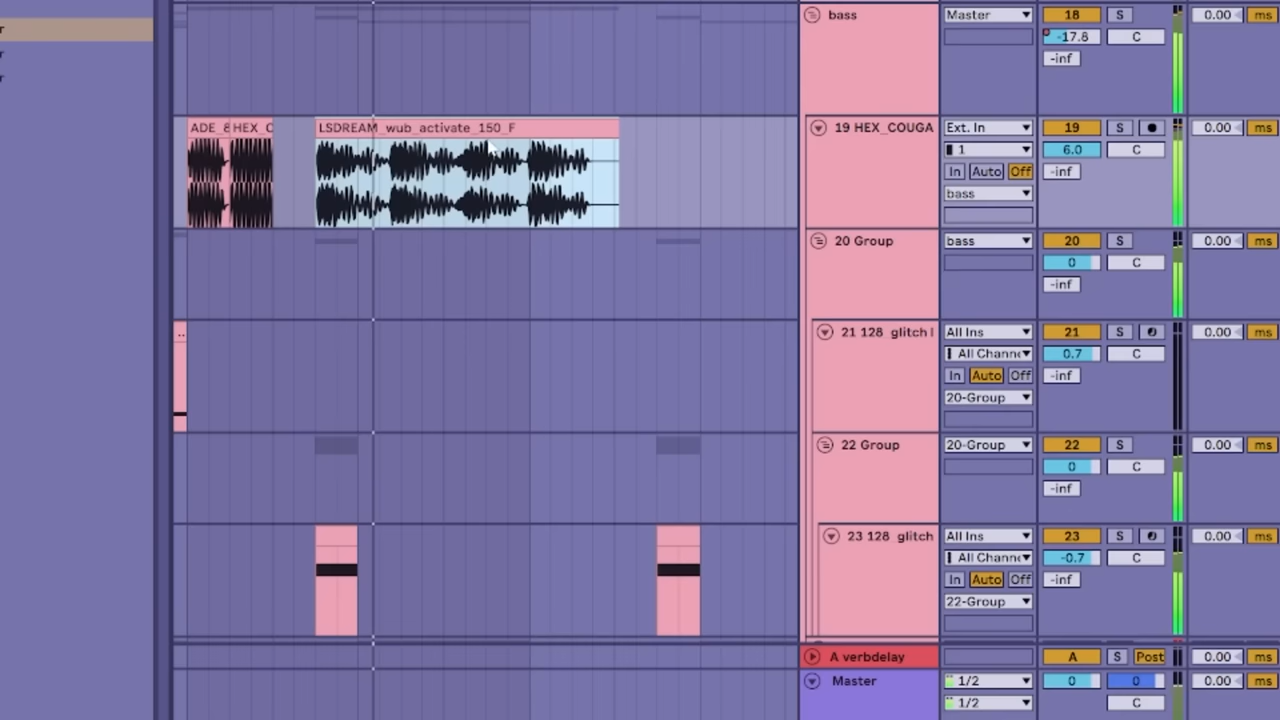 r
r
r
bass
Master
18
S
0.00
ms
-17.8
C
-inf
ADE_8
HEX_C
LSDREAM_wub_activate_150_F
19 HEX_COUGA
Ext. In
19
S
0.00
ms
1
6.0
C
In
Auto
Off
-inf
bass
20 Group
bass
20
S
0.00
ms
0
C
-inf
..
21 128 glitch l
All Ins
21
S
0.00
ms
All Channe
0.7
C
In
Auto
Off
-inf
20-Group
22 Group
20-Group
22
S
0.00
ms
0
C
-inf
23 128 glitch
All Ins
23
S
0.00
ms
All Channe
-0.7
C
In
Auto
Off
-inf
22-Group
A verbdelay
A
S
Post
0.00
ms
Master
1/2
0
0
0.00
ms
1/2
C